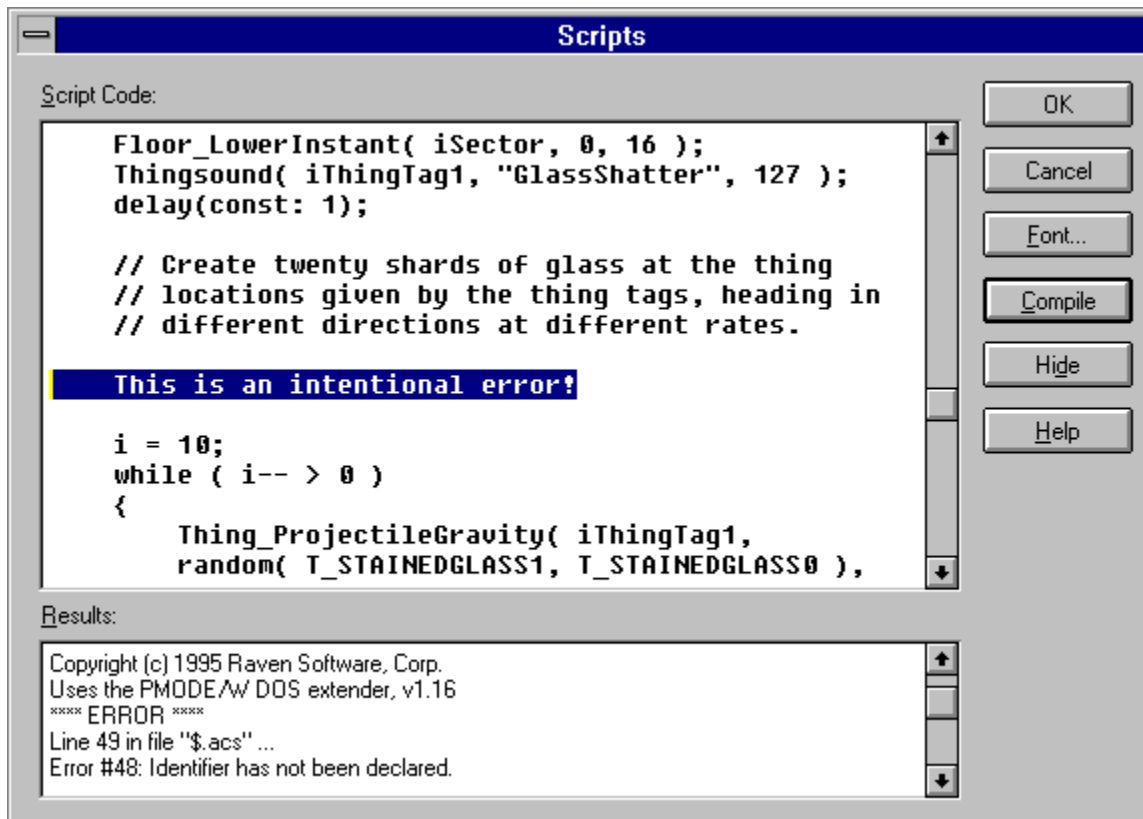 Scripts
Script Code:
Floor_LowerInstant( iSector, 0, 16 );
Thingsound( iThingTag1, "GlassShatter", 127 );
delay(const: 1);
// Create twenty shards of glass at the thing
// locations given by the thing tags, heading in
// different directions at different rates.
This is an intentional error!
i = 10;
while ( i-- > 0 )
{
Thing_ProjectileGravity( iThingTag1,
random( T_STAINEDGLASS1, T_STAINEDGLASS0 ),
OK
Cancel
Font...
Compile
Hide
Help
Results:
Copyright (c) 1995 Raven Software, Corp.
Uses the PMODE/W DOS extender, v1.16
**** ERROR ****
Line 49 in file "$.acs" ...
Error #48: Identifier has not been declared.